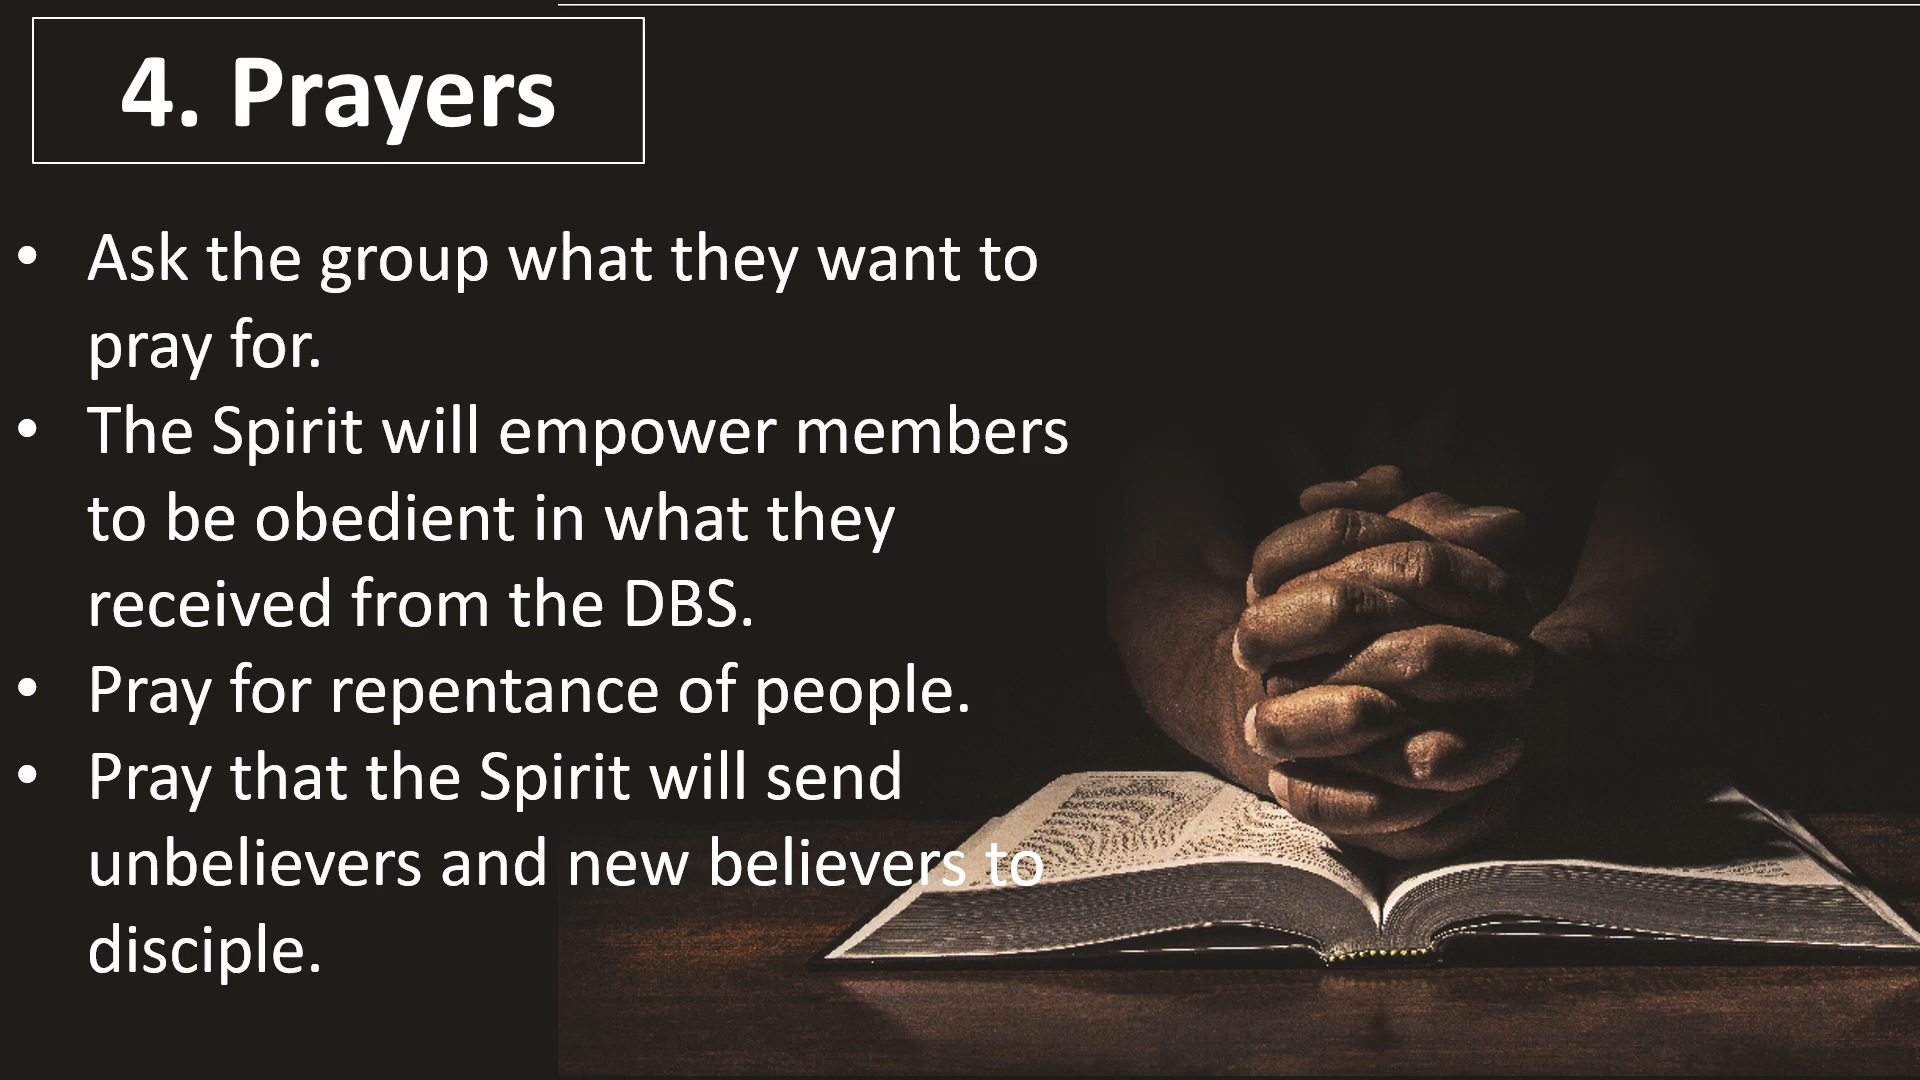 4. Prayers
• Ask the group what they want to
pray for.
• The Spirit will empower members
to be obedient in what they
received from the DBS.
• Pray for repentance of people.
• Pray that the Spirit will send
unbelievers and new believers to
disciple.